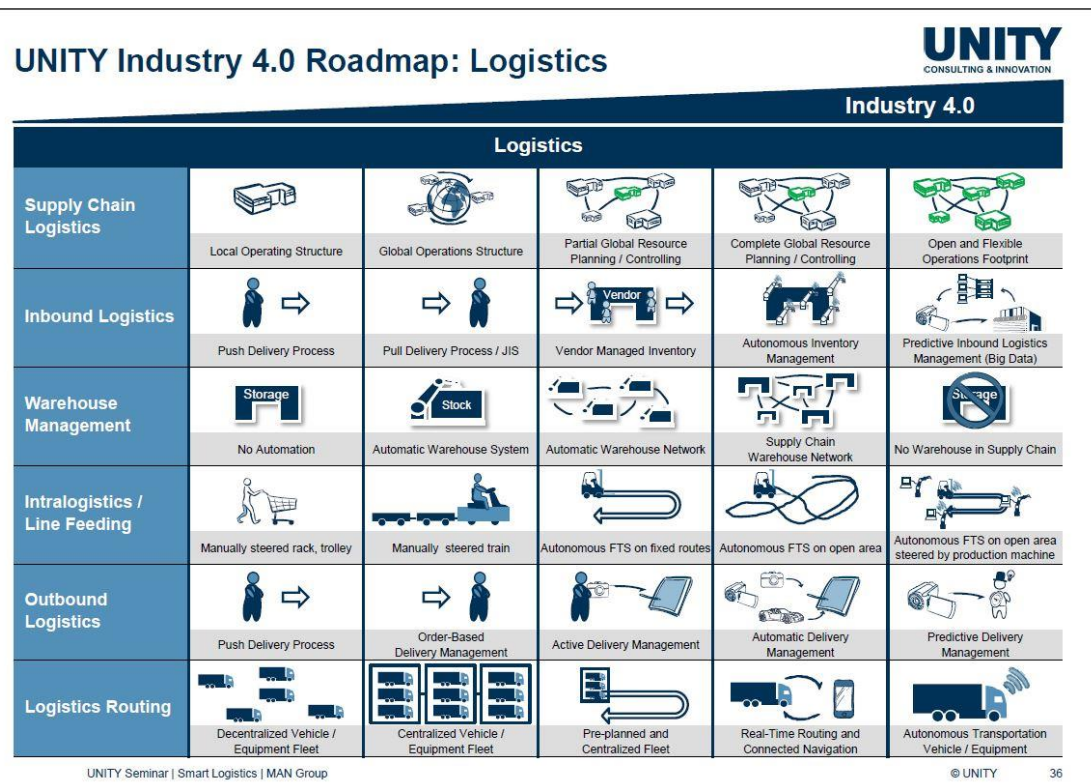 UNITY Industry 4.0 Roadmap: Logistics
UNITY
CONSULTING & INNOVATION
Industry 4.0
Logistics
Supply Chain
Logistics
Local Operating Structure
Global Operations Structure
Partial Global Resource
Planning / Controlling
Complete Global Resource
Planning / Controlling
Open and Flexible
Operations Footprint
Inbound Logistics
Push Delivery Process
Pull Delivery Process / JIS
Vendor
Vendor Managed Inventory
Autonomous Inventory
Management
Predictive Inbound Logistics
Management (Big Data)
Warehouse
Management
Storage
No Automation
Stock
Automatic Warehouse System
Automatic Warehouse Network
Supply Chain
Warehouse Network
Storage
No Warehouse in Supply Chain
Intralogistics /
Line Feeding
Manually steered rack, trolley
Manually steered train
Autonomous FTS on fixed routes
Autonomous FTS on open area
Autonomous FTS on open area
steered by production machine
Outbound
Logistics
Push Delivery Process
Order-Based
Delivery Management
Active Delivery Management
Automatic Delivery
Management
Predictive Delivery
Management
Logistics Routing
Decentralized Vehicle /
Equipment Fleet
Centralized Vehicle /
Equipment Fleet
Pre-planned and
Centralized Fleet
Real-Time Routing and
Connected Navigation
Autonomous Transportation
Vehicle / Equipment
UNITY Seminar | Smart Logistics | MAN Group
© UNITY
36